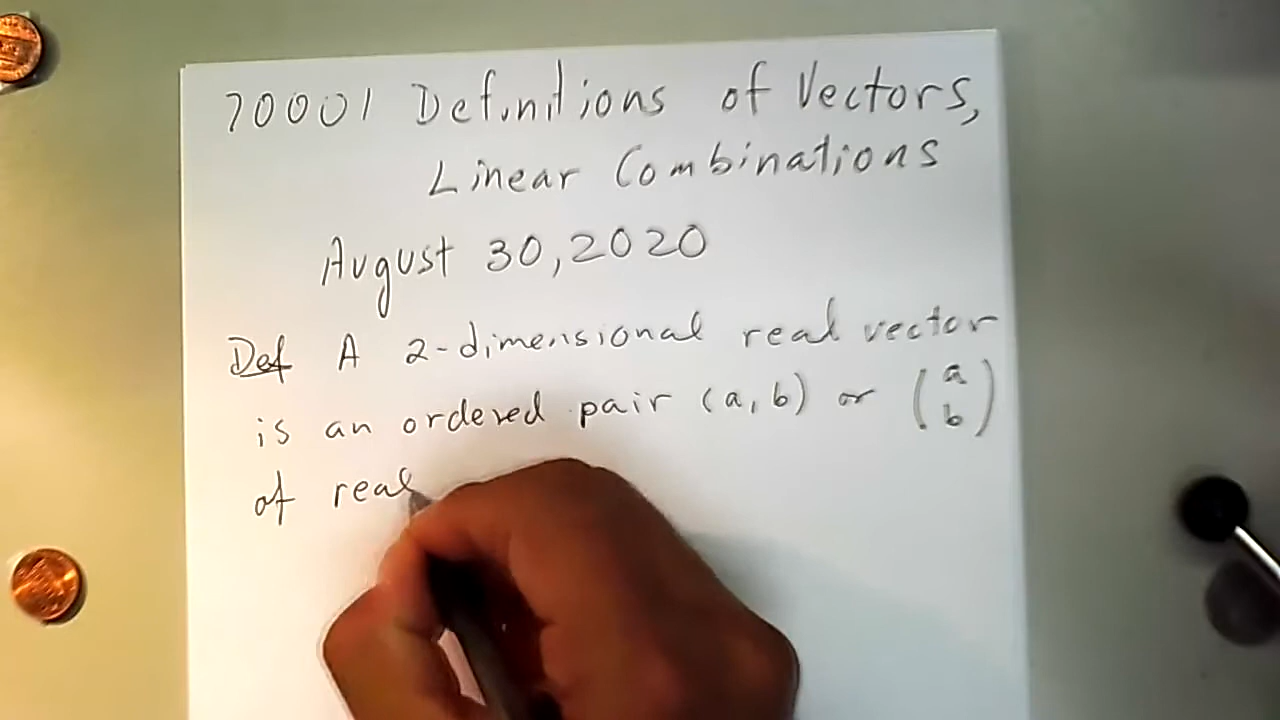 70001 Definitions of Vectors,
Linear Combinations
August 30, 2020
Def A 2-dimensional real vector
is an ordered pair (a, b) or (a b)
of real